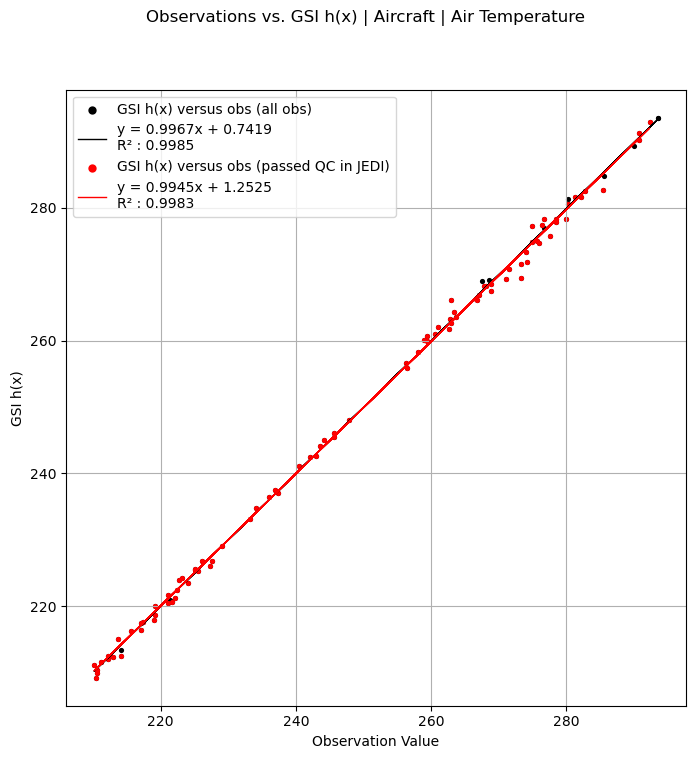 Observations vs. GSI h(x) | Aircraft | Air Temperature
GSI h(x) versus obs (all obs)
y = 0.9967x + 0.7419
R² : 0.9985
GSI h(x) versus obs (passed QC in JEDI)
y = 0.9945x + 1.2525
R² : 0.9983
280
260
240
220
GSI h(x)
220
240
260
280
Observation Value